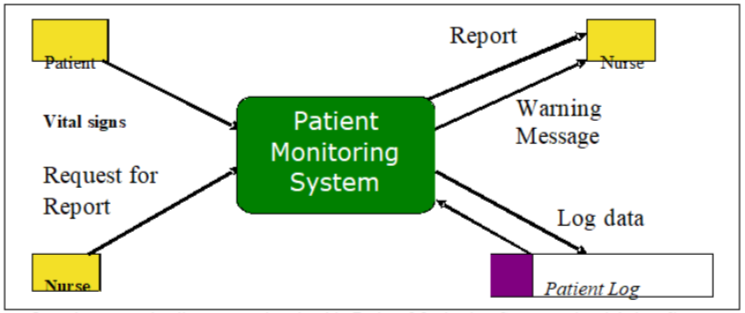 Report
Patient
Nurse
Vital signs
Patient
Monitoring
System
Warning
Message
Request for
Report
Log data
Nurse
Patient Log